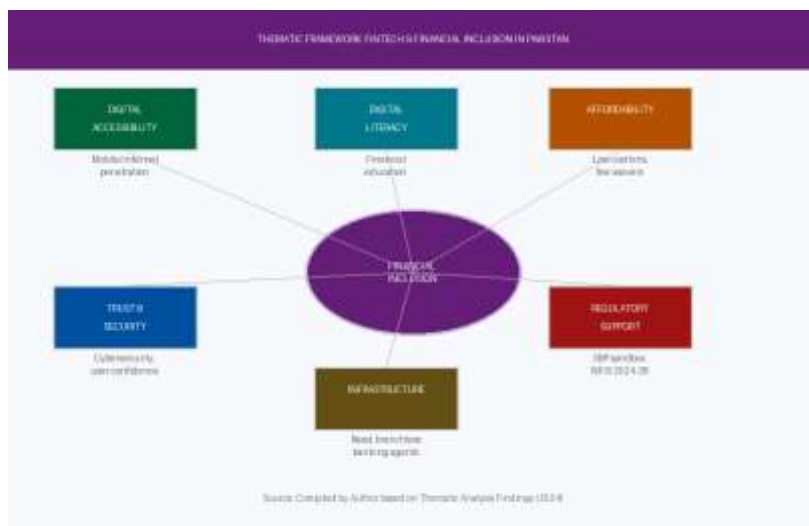 THEMATIC FRAMEWORK FINTECH & FINANCIAL INCLUSION IN PAKISTAN
DIGITAL
ACCESSIBILITY
DIGITAL
LITERACY
AFFORDABILITY
Mobile/internet
penetration
Financial
education
Low costs,
fee waivers
FINANCIAL
INCLUSION
TRUST &
SECURITY
REGULATORY
SUPPORT
Cybersecurity,
user confidence
SBP sandbox,
NFIS 2024-28
INFRASTRUCTURE
banking agents
Source: Compiled by Author based on Thematic Analysis Findings (2024)